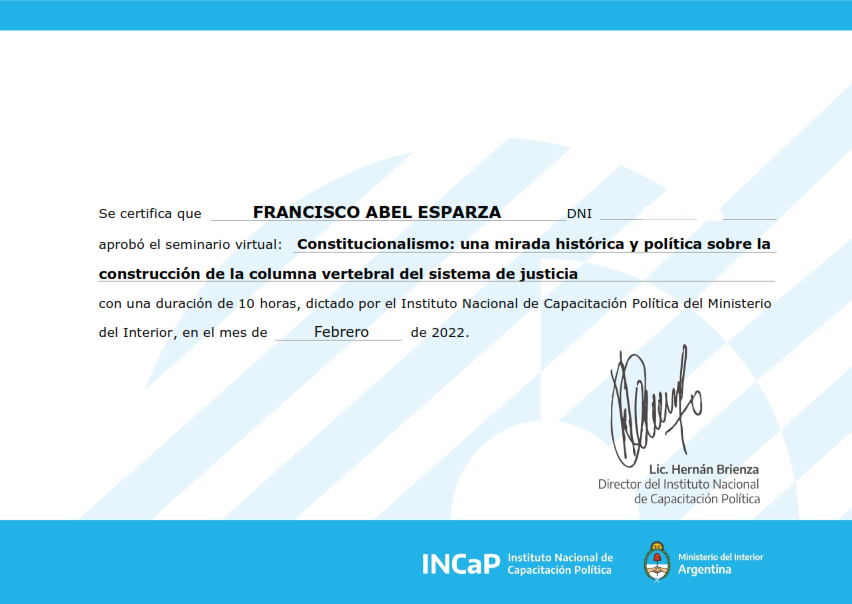 Se certifica que FRANCISCO ABEL ESPARZA DNI
aprobó el seminario virtual: Constitucionalismo: una mirada histórica y política sobre la
construcción de la columna vertebral del sistema de justicia
con una duración de 10 horas, dictado por el Instituto Nacional de Capacitación Política del Ministerio
del Interior, en el mes de Febrero de 2022.
Lic. Hernán Brienza
Director del Instituto Nacional
de Capacitación Política
INCaP Instituto Nacional de
Capacitación Política
Ministerio del Interior
Argentina